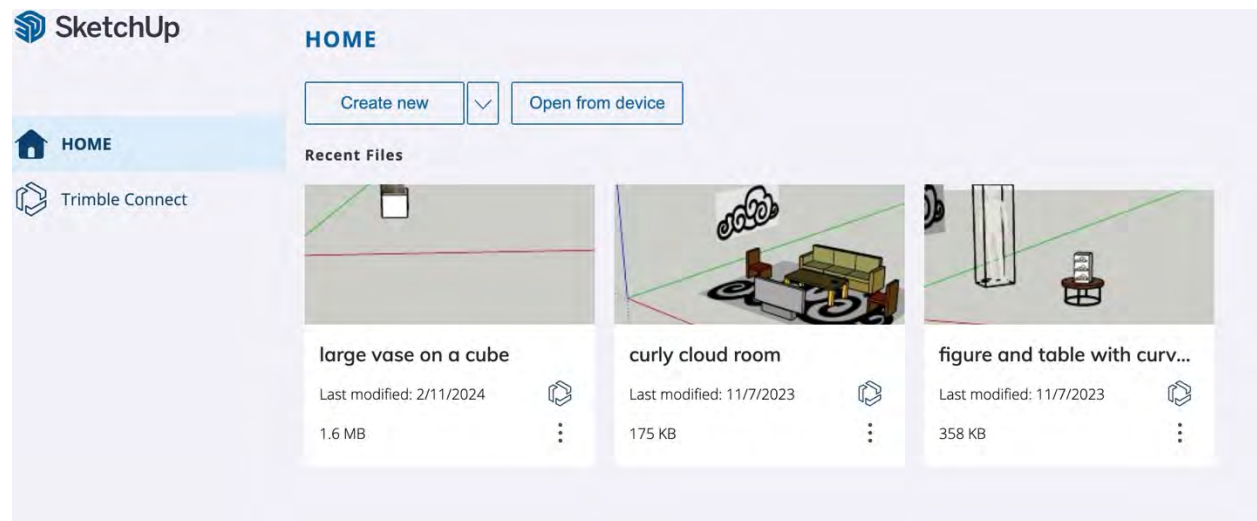 SketchUp
HOME
Create new
Open from device
HOME
Trimble Connect
Recent Files
large vase on a cube
Last modified: 2/11/2024
1.6 MB
curly cloud room
Last modified: 11/7/2023
175 KB
figure and table with curv...
Last modified: 11/7/2023
358 KB